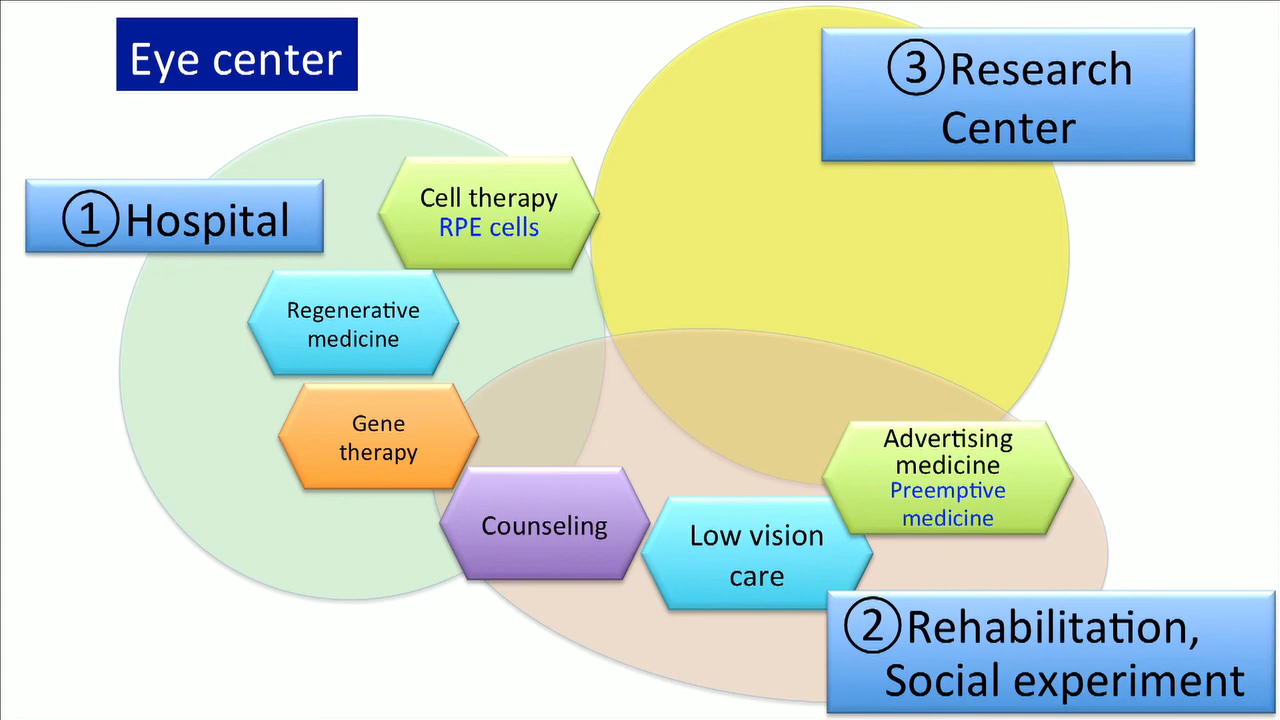 Eye center
③Research
Center
①Hospital
Cell therapy
RPE cells
Regenerative
medicine
Gene
therapy
Counseling
Low vision
care
Advertising
medicine
Preemptive
medicine
②Rehabilitation,
Social experiment